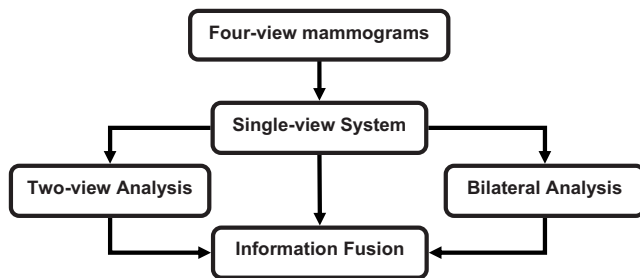 Four-view mammograms
Single-view System
Two-view Analysis
Bilateral Analysis
Information Fusion